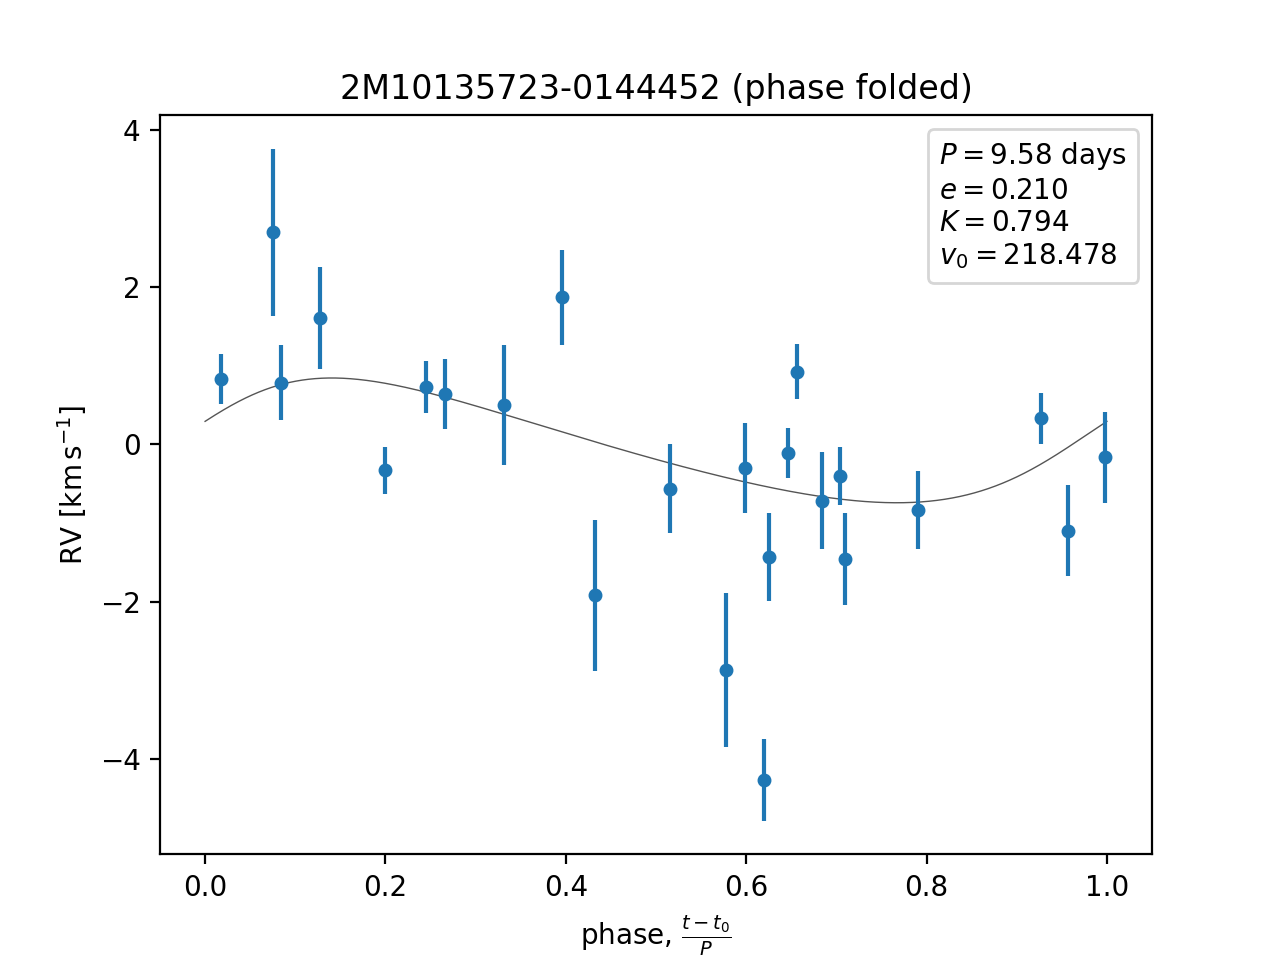 2M10135723-0144452 (phase folded)
P = 9.58 days
e = 0.210
K = 0.794
v₀ = 218.478
4
2
0
−2
−4
RV [km s⁻¹]
0.0 0.2 0.4 0.6 0.8 1.0
phase, (t − t₀)/P